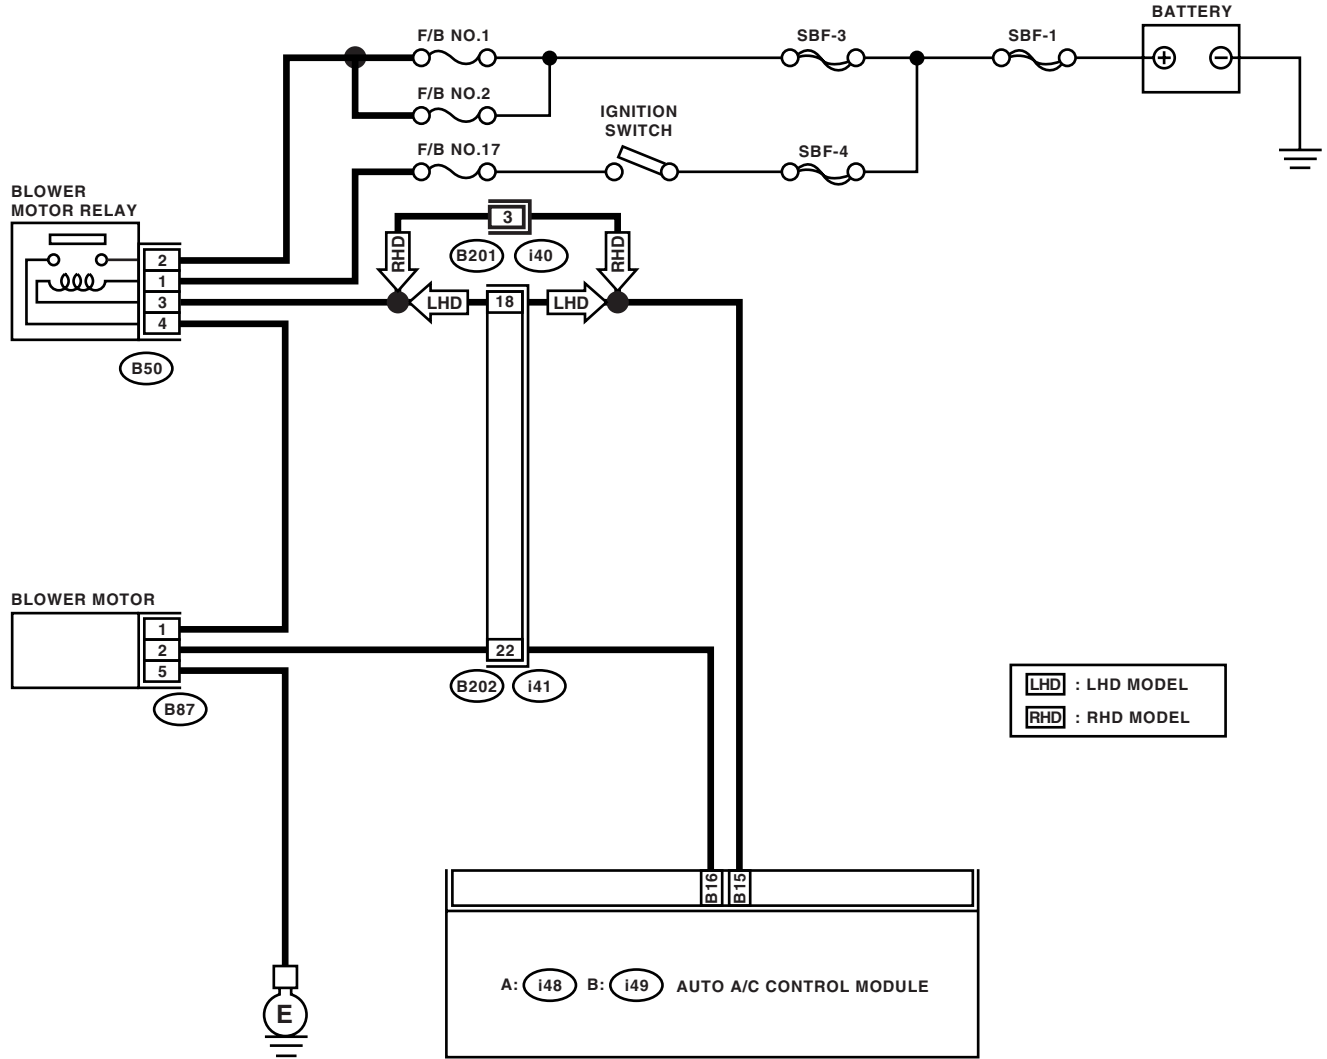 BATTERY
F/B NO.1
SBF-3
SBF-1
+
−
F/B NO.2
IGNITION
SWITCH
F/B NO.17
SBF-4
BLOWER
MOTOR RELAY
2
1
3
4
B50
3
B201
i40
RHD
RHD
LHD
18
LHD
BLOWER MOTOR
1
2
5
B87
22
B202
i41
LHD : LHD MODEL
RHD : RHD MODEL
B16
B15
A: i48 B: i49 AUTO A/C CONTROL MODULE
E